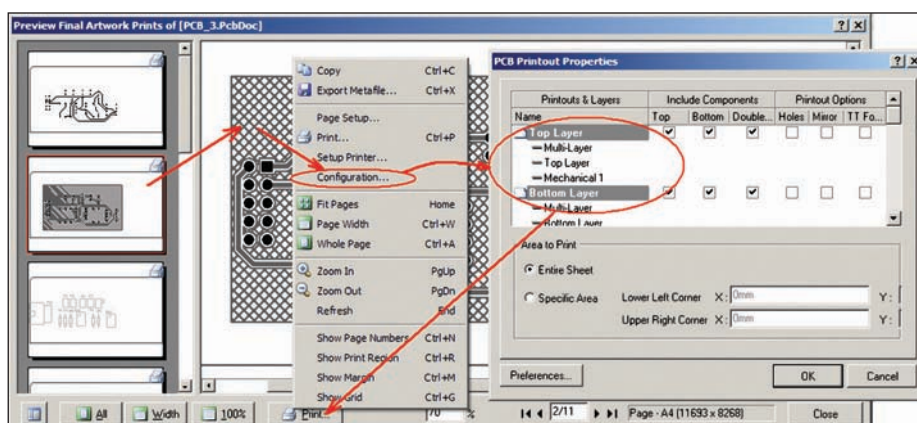 Preview Final Artwork Prints of [PCB_3.PcbDoc]
Copy Ctrl+C
Export Metafile... Ctrl+X
Page Setup...
Print... Ctrl+P
Setup Printer...
Configuration...
Fit Pages Home
Page Width Ctrl+W
Whole Page Ctrl+A
Zoom In PgUp
Zoom Out PgDn
Refresh End
Show Page Numbers Ctrl+N
Show Print Region Ctrl+R
Show Margin Ctrl+M
Show Grid Ctrl+G
PCB Printout Properties
Printouts & Layers Include Components Printout Options
Name Top Bottom Double... Holes Mirror TT Fo...
Top Layer
Multi-Layer
Top Layer
Mechanical 1
Bottom Layer
Multi-Layer
Bottom Layer
Area to Print
Entire Sheet
Specific Area Lower Left Corner X: 0mm Y:
Upper Right Corner X: 0mm Y:
Preferences... OK Cancel
All Width 100% Print... 70 % 2/11 Page - A4 (11693 x 8268) Close